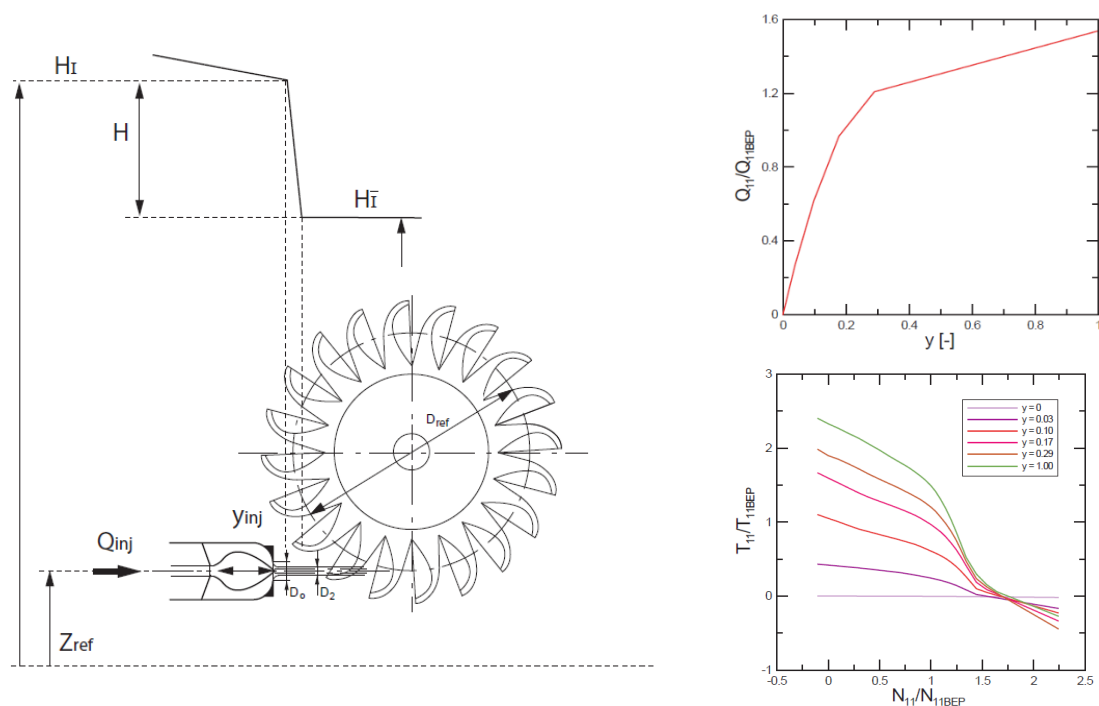 HI
H
HĪ
Dref
yinj
Qinj
Do
D2
Zref
1.6
1.2
0.8
0.4
0
Q11/Q11BEP
0
0.2
0.4
0.6
0.8
1
y [-]
3
2
1
0
-1
T11/T11BEP
y = 0
y = 0.03
y = 0.10
y = 0.17
y = 0.29
y = 1.00
-0.5
0
0.5
1
1.5
2
2.5
N11/N11BEP